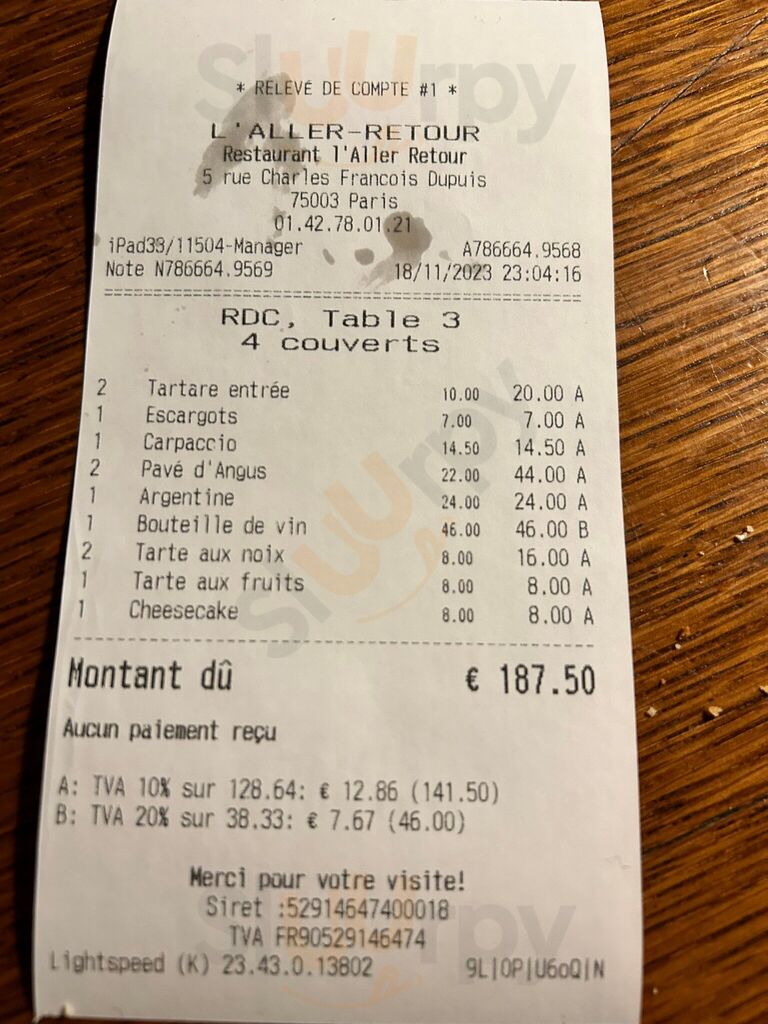 * RELEVÉ DE COMPTE #1 *
L'ALLER-RETOUR
Restaurant l'Aller Retour
5 rue Charles Francois Dupuis
75003 Paris
01.42.78.01.21
iPad33/11504-Manager A786664.9568
Note N786664.9569 18/11/2023 23:04:16
RDC, Table 3
4 couverts
2 Tartare entrée 10.00 20.00 A
1 Escargots 7.00 7.00 A
1 Carpaccio 14.50 14.50 A
2 Pavé d'Angus 22.00 44.00 A
1 Argentine 24.00 24.00 A
1 Bouteille de vin 46.00 46.00 B
2 Tarte aux noix 8.00 16.00 A
1 Tarte aux fruits 8.00 8.00 A
1 Cheesecake 8.00 8.00 A
Montant dû € 187.50
Aucun paiement reçu
A: TVA 10% sur 128.64: € 12.86 (141.50)
B: TVA 20% sur 38.33: € 7.67 (46.00)
Merci pour votre visite!
Siret :52914647400018
TVA FR90529146474
Lightspeed (K) 23.43.0.13802 9L|OP|U6oQ|N
Sluurpy
Sluurpy
Sluurpy